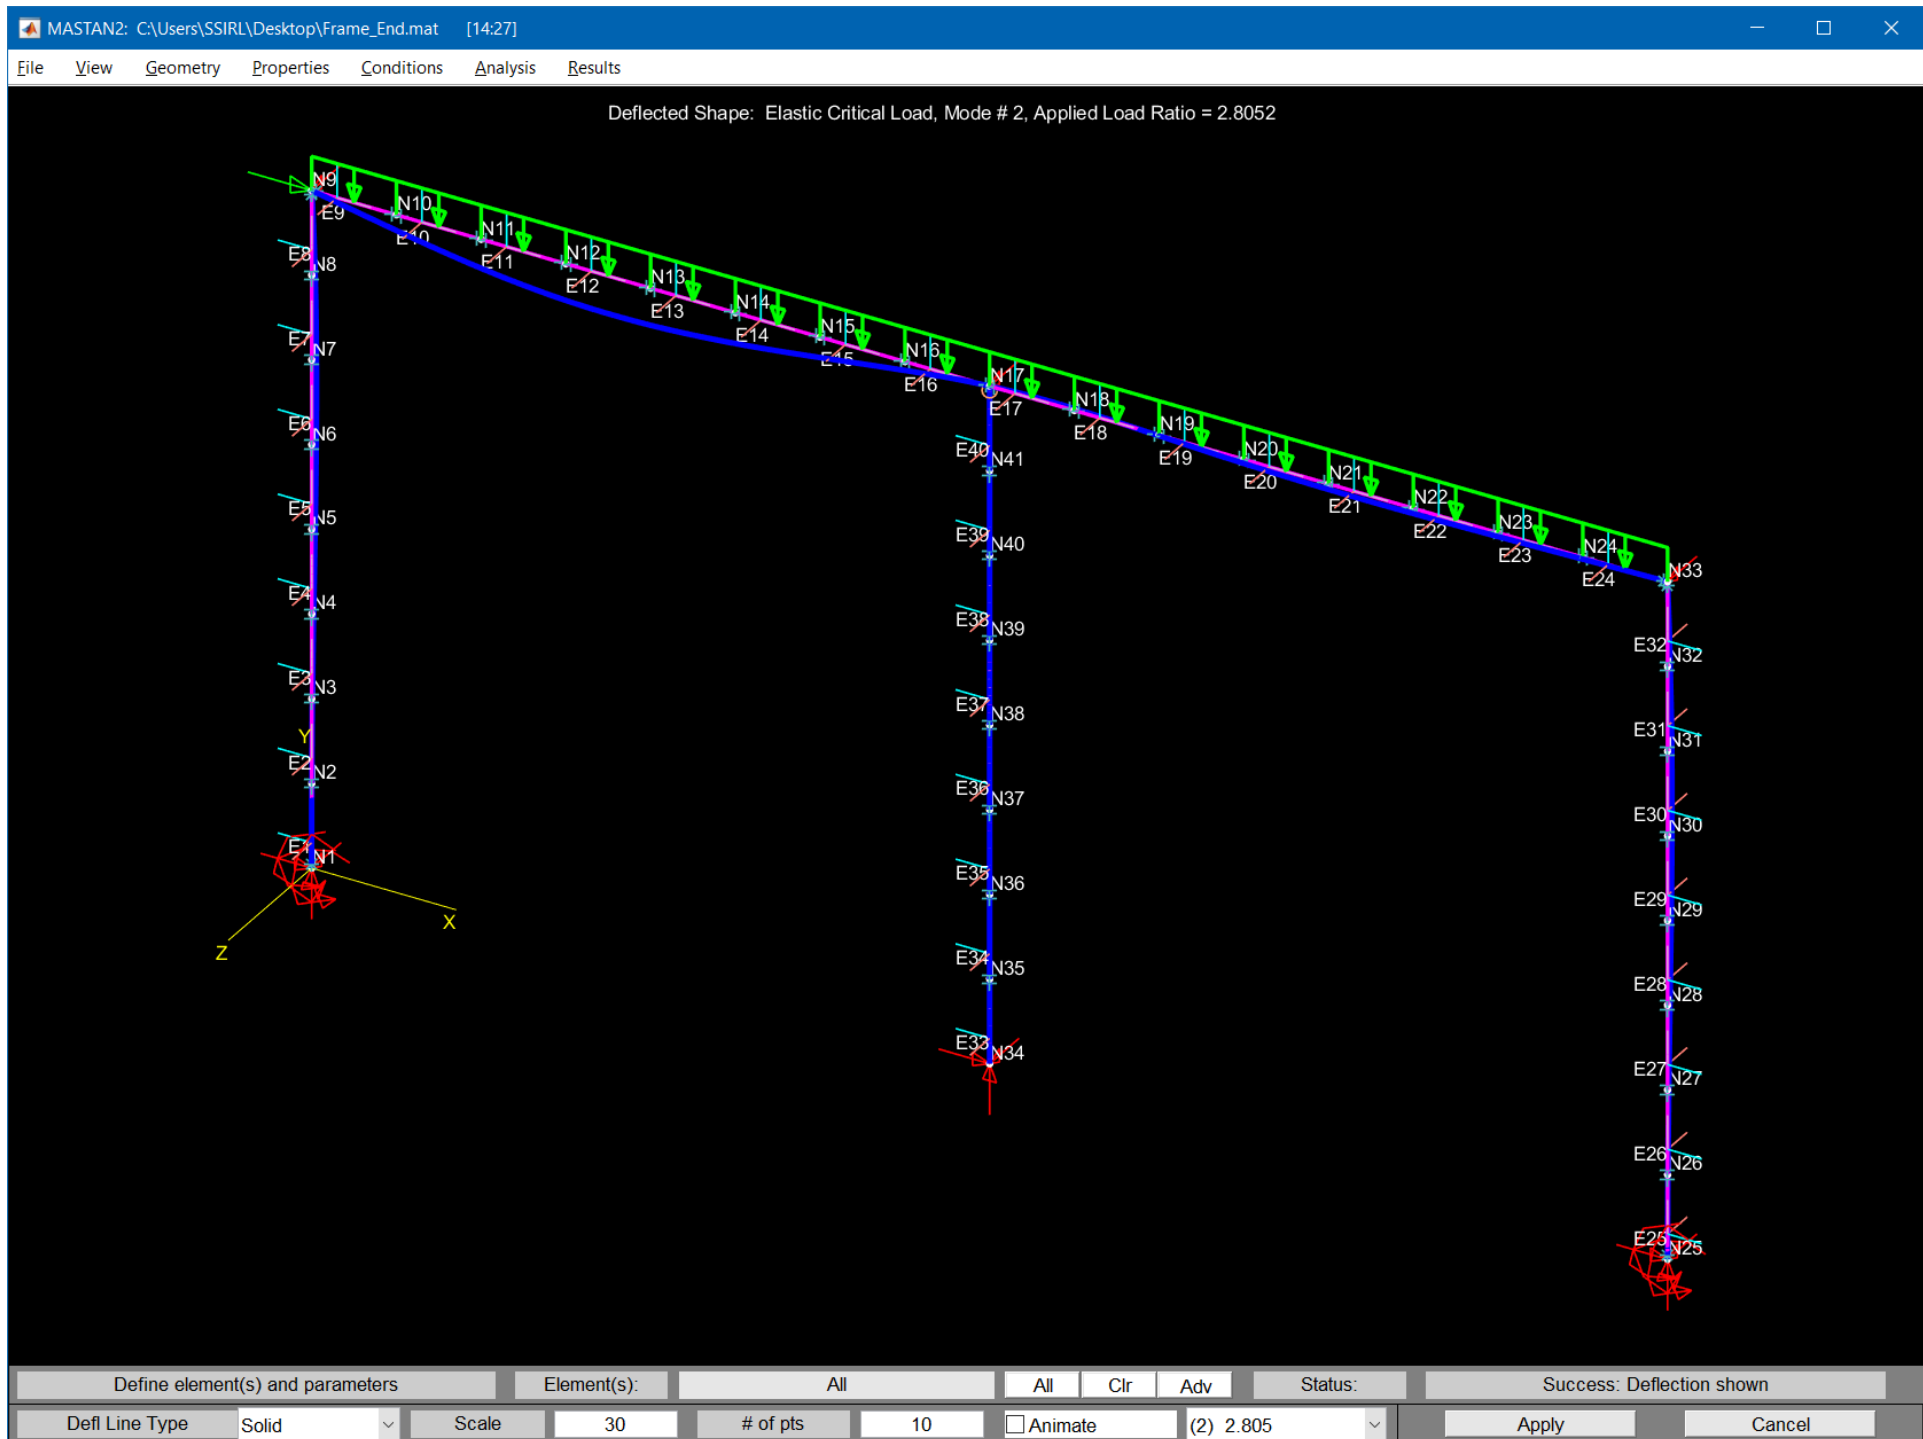 MASTAN2: C:\Users\SSIRL\Desktop\Frame_End.mat [14:27]
File View Geometry Properties Conditions Analysis Results
Deflected Shape: Elastic Critical Load, Mode # 2, Applied Load Ratio = 2.8052
N9
E9
N10
E10
N11
E11
N12
E12
N13
E13
N14
E14
N15
E15
N16
E16
N17
E17
N18
E18
N19
E19
N20
E20
N21
E21
N22
E22
N23
E23
N24
E24
N33
E8 N8
E7 N7
E6 N6
E5 N5
E4 N4
E3 N3
Y
E2 N2
E1 N1
X
Z
E40 N41
E39 N40
E38 N39
E37 N38
E36 N37
E35 N36
E34 N35
E33 N34
E32 N32
E31 N31
E30 N30
E29 N29
E28 N28
E27 N27
E26 N26
E25 N25
Define element(s) and parameters Element(s): All All Clr Adv Status: Success: Deflection shown
Defl Line Type Solid Scale 30 # of pts 10 Animate (2) 2.805 Apply Cancel